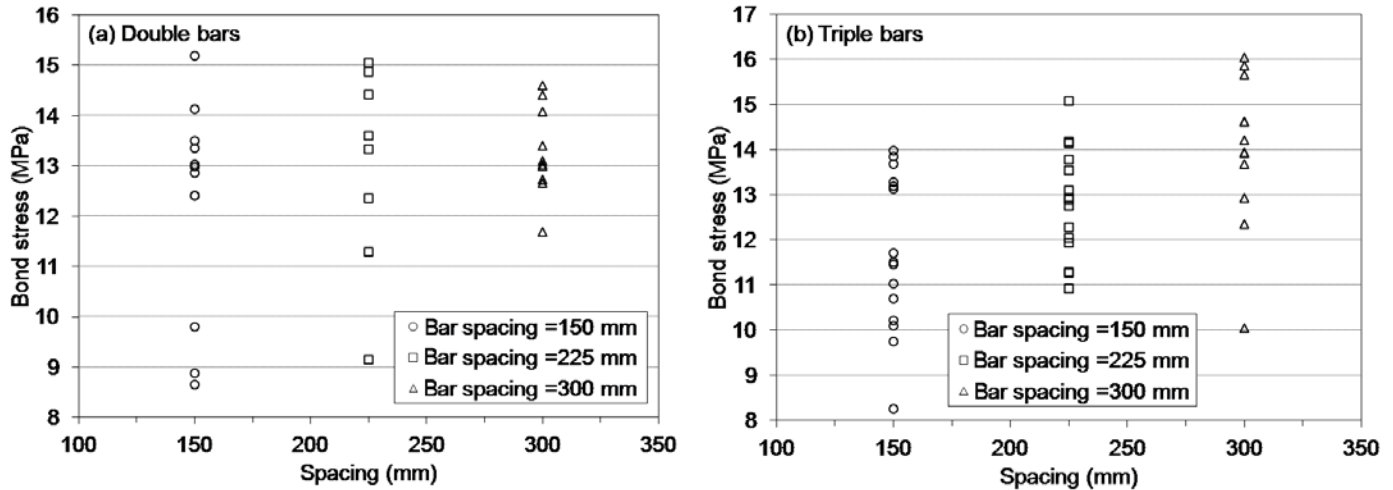 (a) Double bars
16
15
14
13
12
11
10
9
8
Bond stress (MPa)
Bar spacing =150 mm
Bar spacing =225 mm
Bar spacing =300 mm
100 150 200 250 300 350
Spacing (mm)
(b) Triple bars
17
16
15
14
13
12
11
10
9
8
Bond stress (MPa)
Bar spacing =150 mm
Bar spacing =225 mm
Bar spacing =300 mm
100 150 200 250 300 350
Spacing (mm)